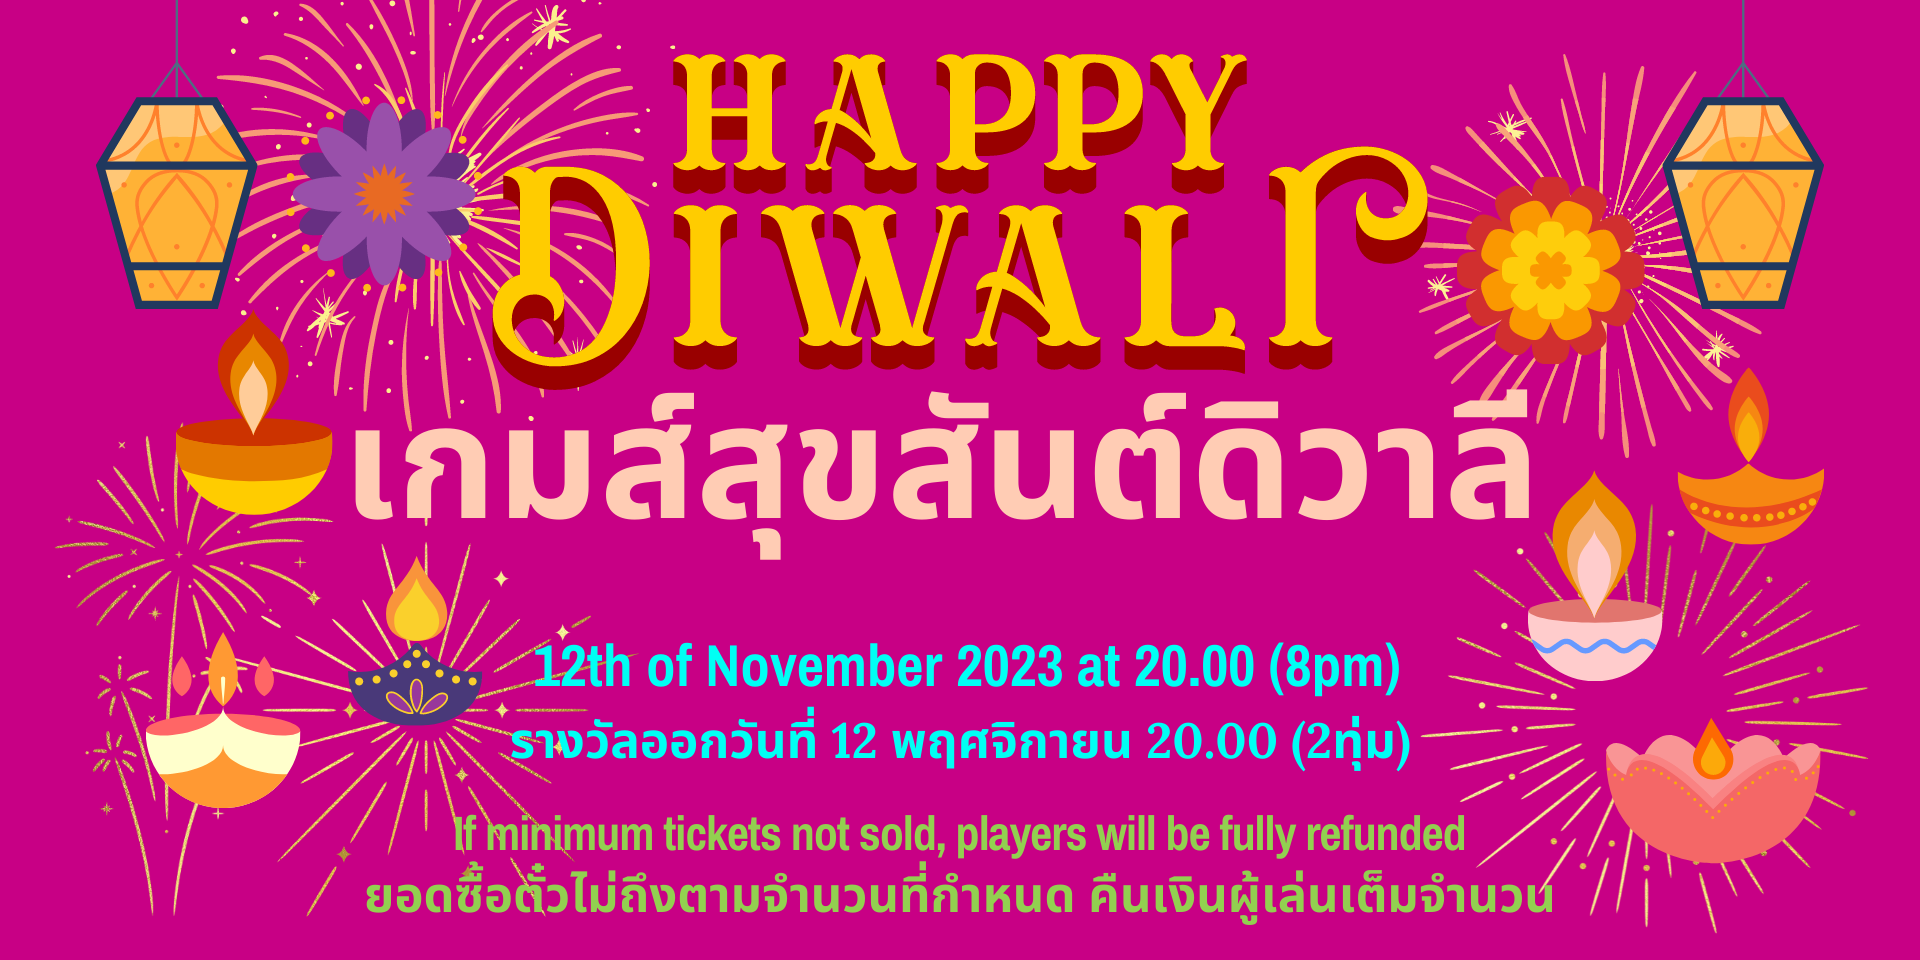 HAPPY
DIWALI
เกมส์สุขสันต์ดิวาลี
12th of November 2023 at 20.00 (8pm)
รางวัลออกวันที่ 12 พฤศจิกายน 20.00 (2ทุ่ม)
If minimum tickets not sold, players will be fully refunded
ยอดซื้อตั๋วไม่ถึงตามจำนวนที่กำหนด คืนเงินผู้เล่นเต็มจำนวน